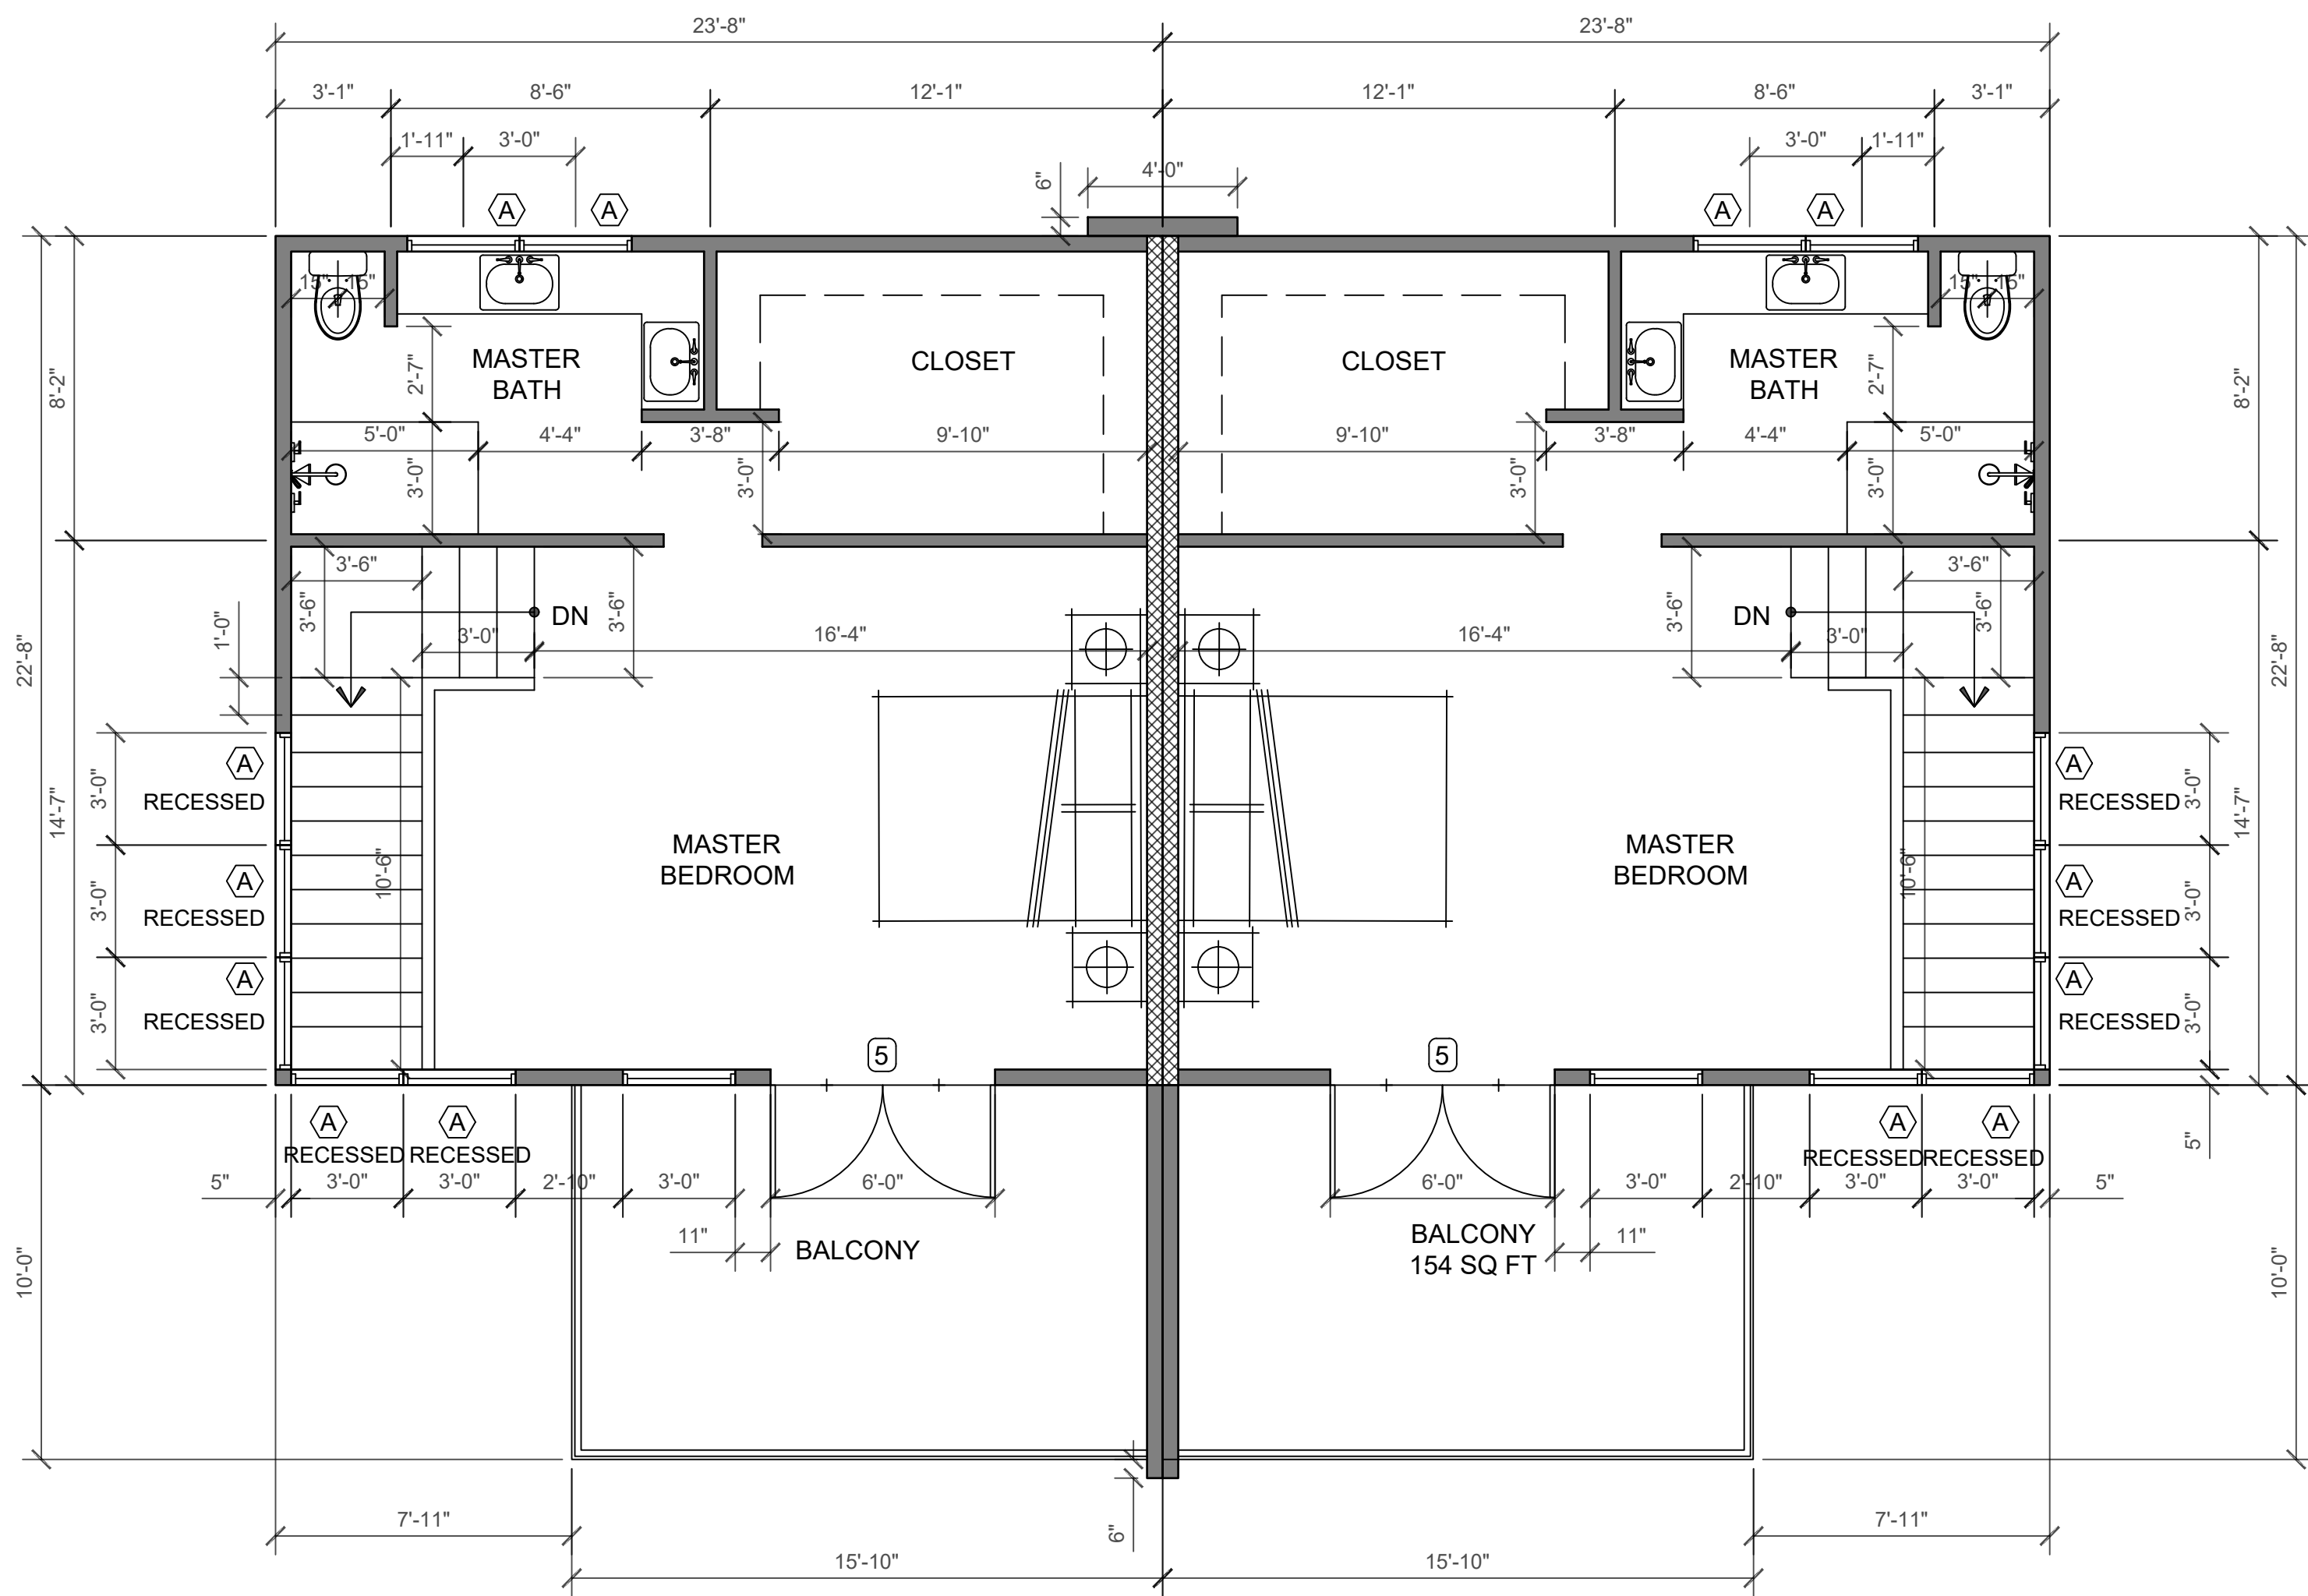 23'-8" 23'-8"
3'-1" 8'-6" 12'-1" 12'-1" 8'-6" 3'-1"
1'-11" 3'-0" 3'-0" 1'-11"
6" 4'-0"
A A A A
15" 15" 15" 15"
MASTER
BATH
CLOSET
CLOSET
MASTER
BATH
8'-2" 2'-7" 2'-7" 8'-2"
5'-0" 4'-4" 3'-8" 9'-10" 9'-10" 3'-8" 4'-4" 5'-0"
3'-0" 3'-0" 3'-0" 3'-0"
3'-6" 3'-6"
3'-6" 3'-6" 3'-6" 3'-6"
DN DN
1'-0" 3'-0" 16'-4" 16'-4" 3'-0"
22'-8" 22'-8"
A A
3'-0" RECESSED RECESSED 3'-0"
14'-7" 14'-7"
MASTER
BEDROOM
MASTER
BEDROOM
10'-6" 10'-6"
A A
3'-0" RECESSED RECESSED 3'-0"
A A
3'-0" RECESSED RECESSED 3'-0"
5 5
A A A A
RECESSED RECESSED RECESSED RECESSED
5"
5" 3'-0" 3'-0" 2'-10" 3'-0" 6'-0" 6'-0" 3'-0" 2'-10" 3'-0" 3'-0" 5"
11" 11"
BALCONY
BALCONY
154 SQ FT
10'-0" 10'-0"
7'-11" 6" 7'-11"
15'-10" 15'-10"